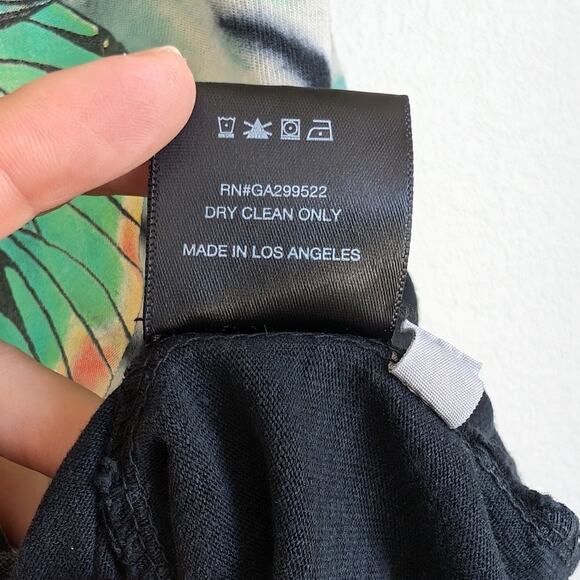 RN#GA299522
DRY CLEAN ONLY
MADE IN LOS ANGELES